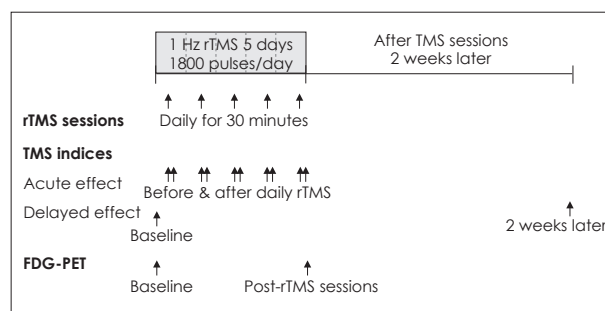 1 Hz rTMS 5 days
1800 pulses/day
After TMS sessions
2 weeks later
rTMS sessions Daily for 30 minutes
TMS indices
Acute effect Before & after daily rTMS
Delayed effect
Baseline 2 weeks later
FDG-PET
Baseline Post-rTMS sessions